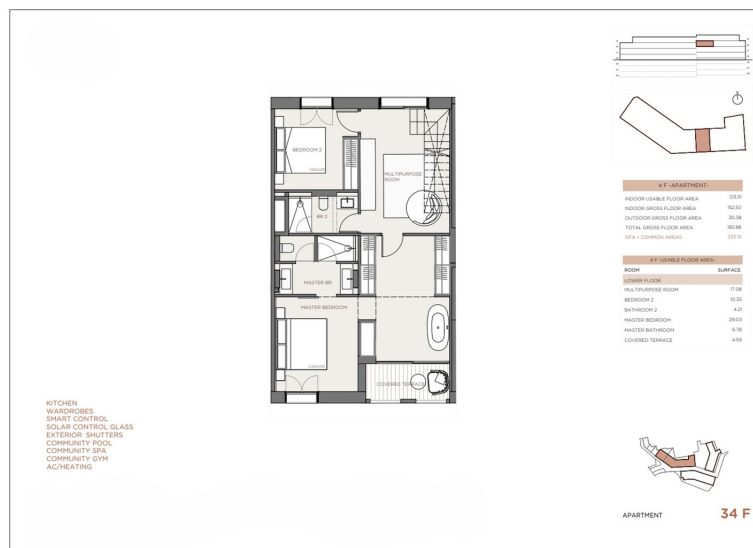 BEDROOM 2
MULTIPURPOSE
ROOM
BR 2
MASTER BR
MASTER BEDROOM
COVERED TERRACE
KITCHEN
WARDROBES
SMART CONTROL
SOLAR CONTROL GLASS
EXTERIOR SHUTTERS
COMMUNITY POOL
COMMUNITY SPA
COMMUNITY GYM
AC/HEATING
N
4 F -APARTMENT-
INDOOR USABLE FLOOR AREA 123.91
INDOOR GROSS FLOOR AREA 152.50
OUTDOOR GROSS FLOOR AREA 30.38
TOTAL GROSS FLOOR AREA 182.88
GFA + COMMON AREAS 233.12
4 F -USABLE FLOOR AREA-
ROOM SURFACE
LOWER FLOOR
MULTIPURPOSE ROOM 17.08
BEDROOM 2 10.35
BATHROOM 2 4.21
MASTER BEDROOM 29.03
MASTER BATHROOM 6.78
COVERED TERRACE 4.59
APARTMENT 34 F